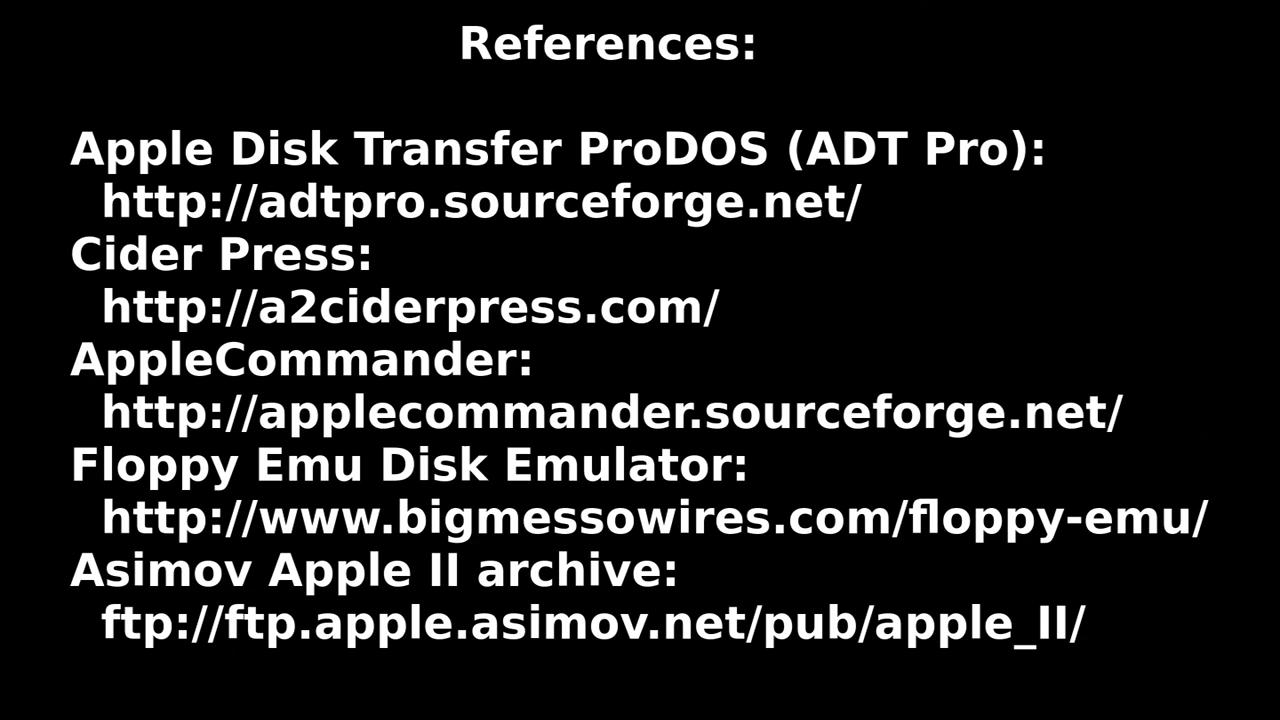 References:
Apple Disk Transfer ProDOS (ADT Pro):
http://adtpro.sourceforge.net/
Cider Press:
http://a2ciderpress.com/
AppleCommander:
http://applecommander.sourceforge.net/
Floppy Emu Disk Emulator:
http://www.bigmessowires.com/floppy-emu/
Asimov Apple II archive:
ftp://ftp.apple.asimov.net/pub/apple_II/